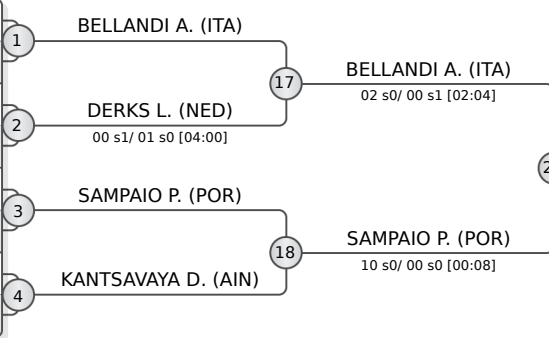 1
BELLANDI A. (ITA)
17
BELLANDI A. (ITA)
02 s0/ 00 s1 [02:04]
2
DERKS L. (NED)
00 s1/ 01 s0 [04:00]
3
SAMPAIO P. (POR)
18
SAMPAIO P. (POR)
10 s0/ 00 s0 [00:08]
4
KANTSAVAYA D. (AIN)